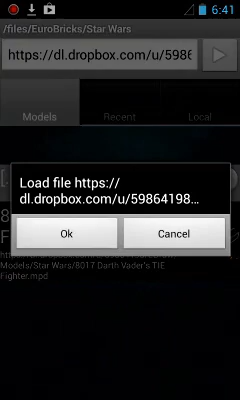 6:41
/files/EuroBricks/Star Wars
https://dl.dropbox.com/u/5986
Models
Recent
Local
Load file https://
dl.dropbox.com/u/59864198...
Ok
Cancel
Models/Star Wars/8017 Darth Vader's TIE
Fighter.mpd